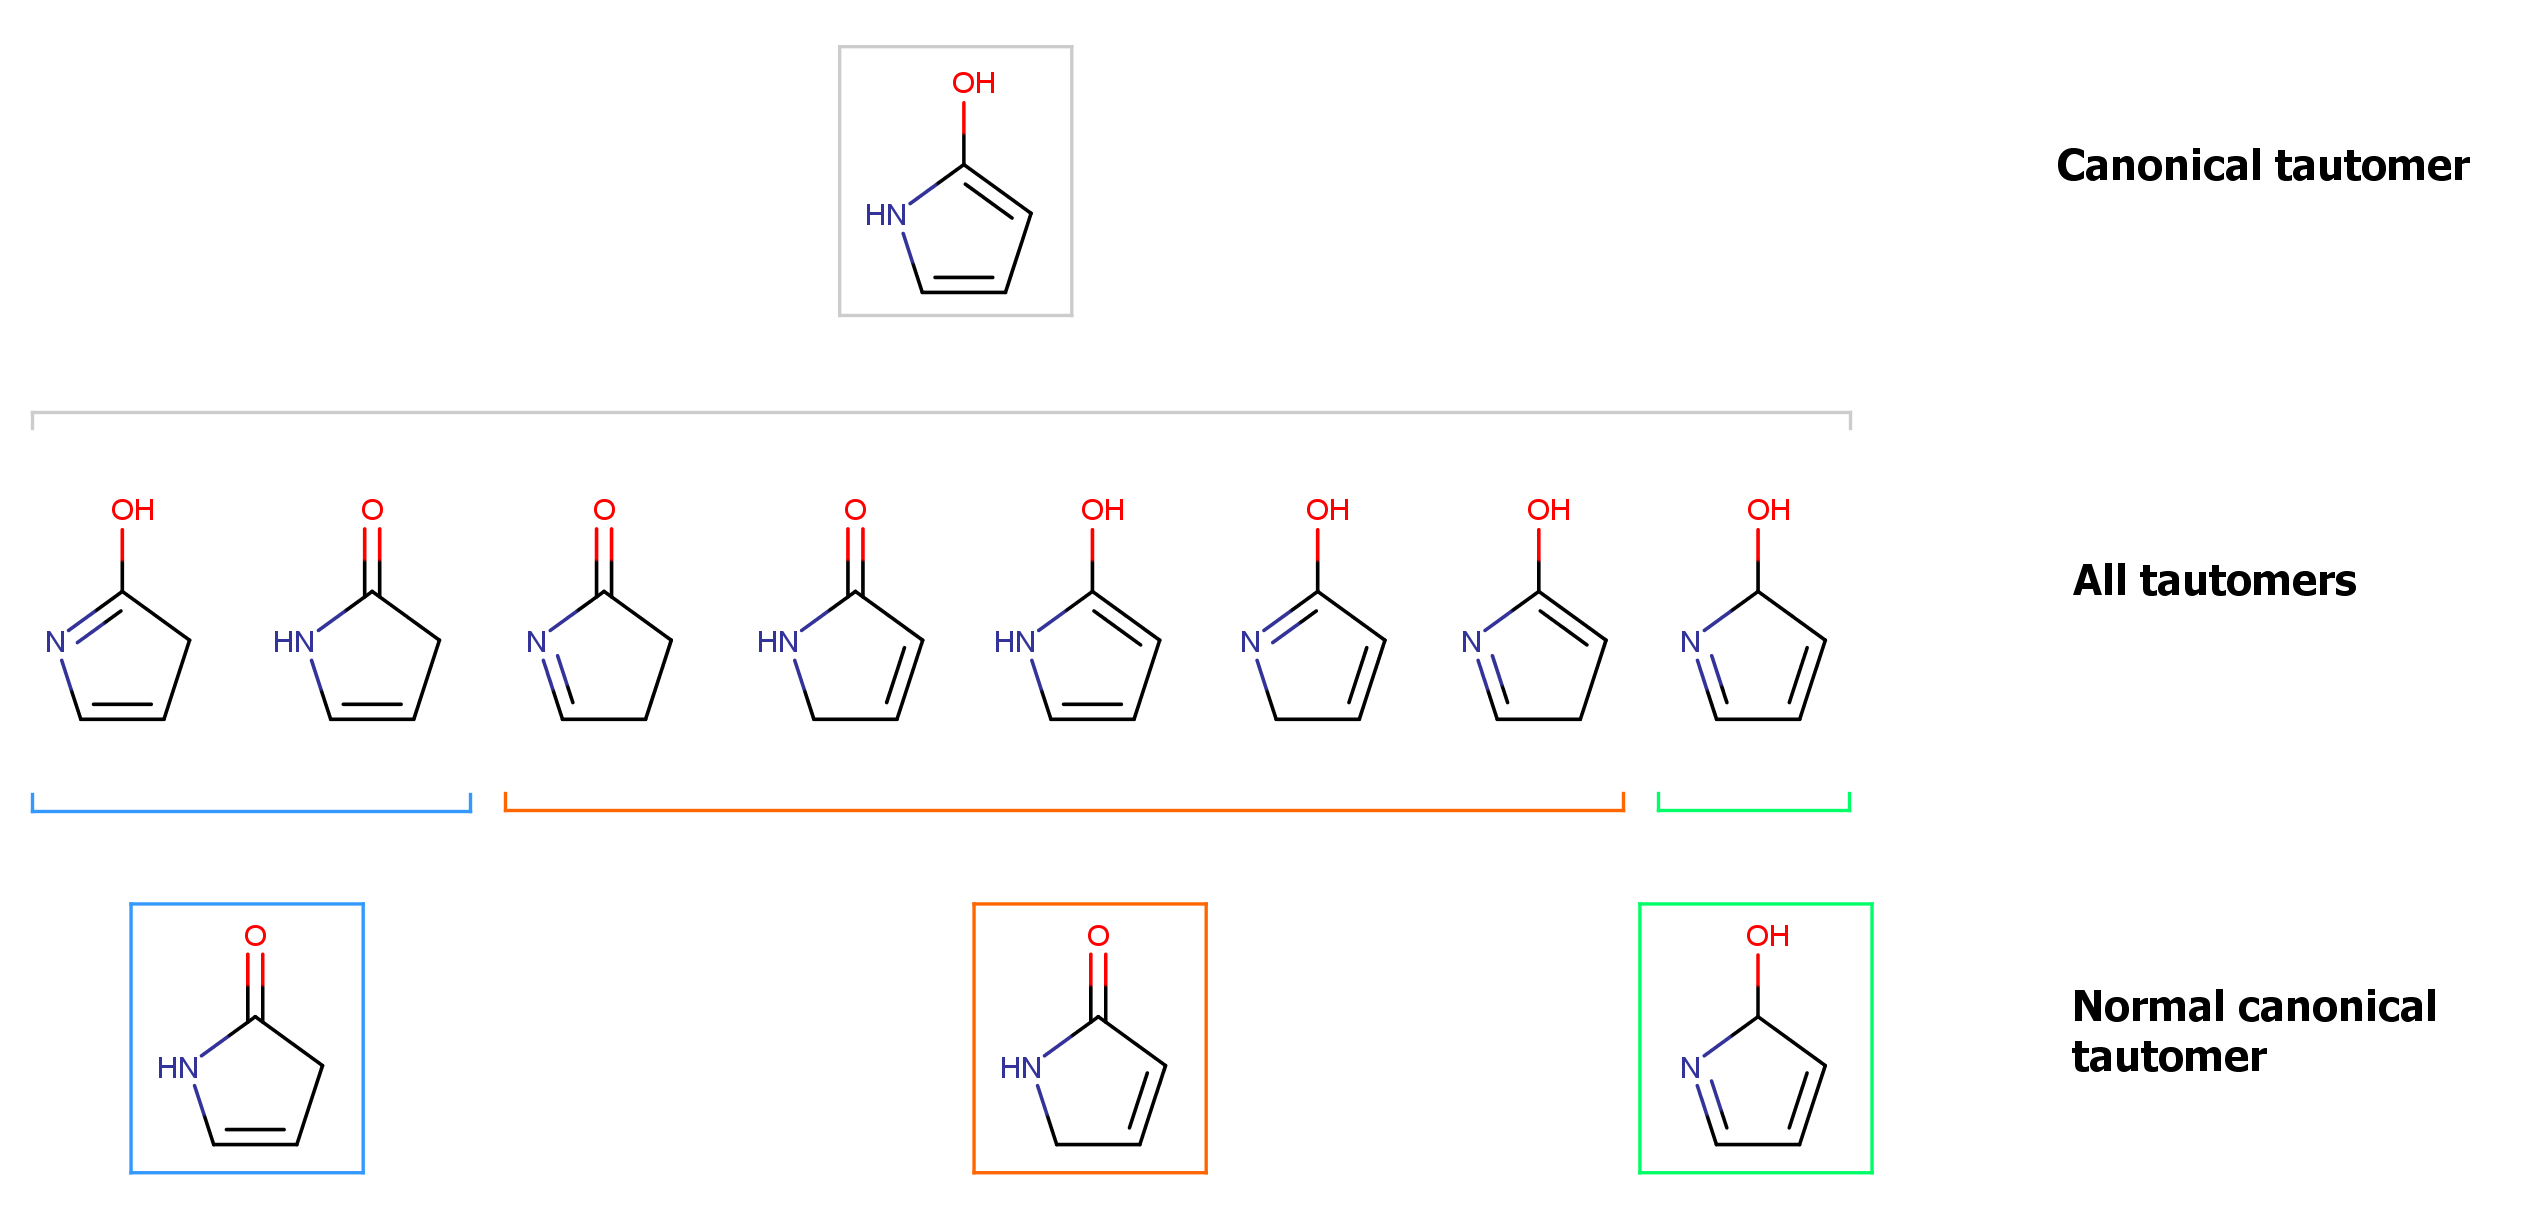 OH
HN
Canonical tautomer
OH O O O OH OH OH OH
N HN N HN HN N N N
All tautomers
O O OH
HN HN N
Normal canonical
tautomer